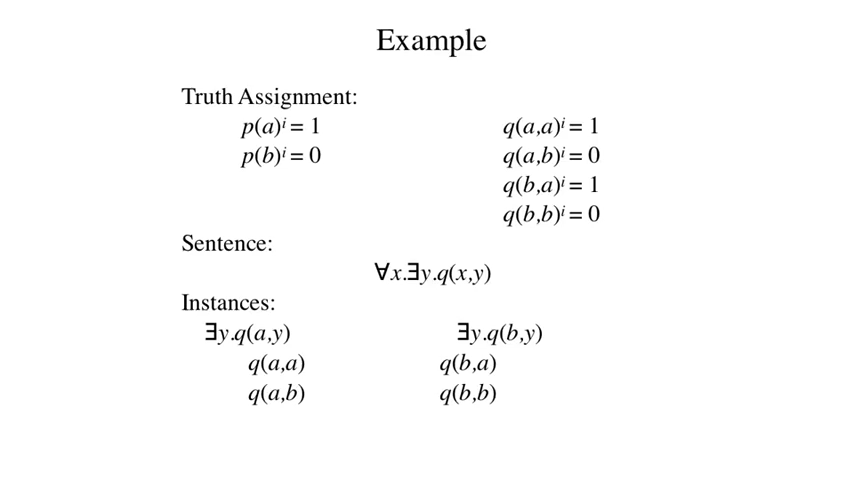 Example
Truth Assignment:
p(a)ⁱ = 1 q(a,a)ⁱ = 1
p(b)ⁱ = 0 q(a,b)ⁱ = 0
q(b,a)ⁱ = 1
q(b,b)ⁱ = 0
Sentence:
∀x.∃y.q(x,y)
Instances:
∃y.q(a,y) ∃y.q(b,y)
q(a,a) q(b,a)
q(a,b) q(b,b)